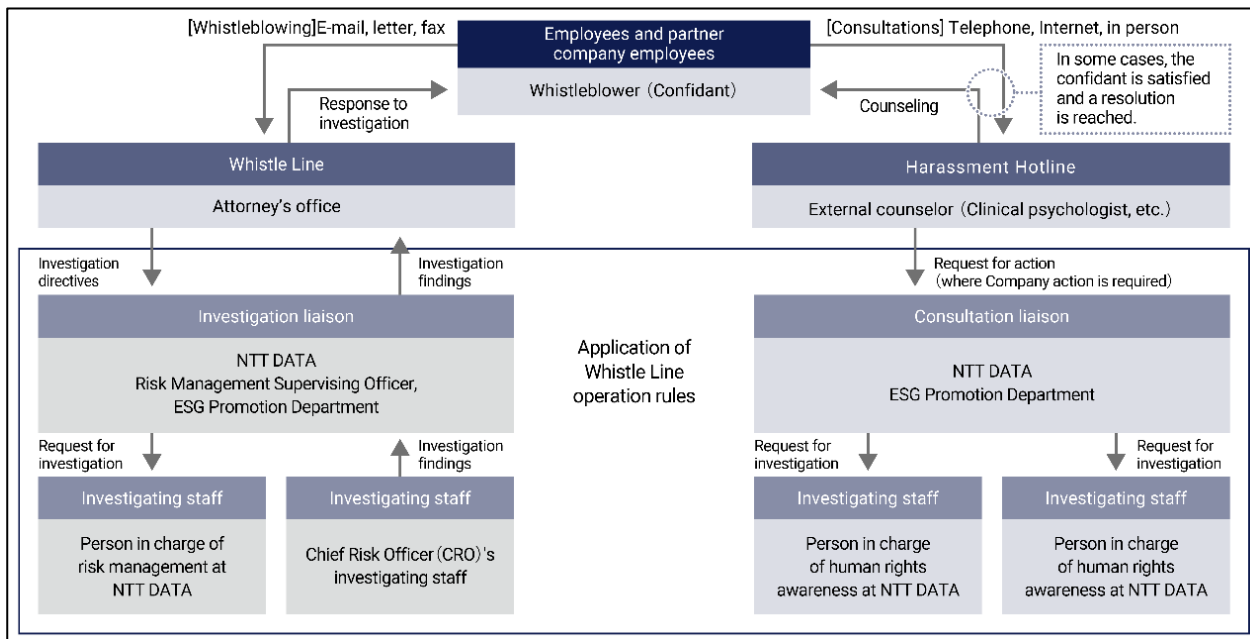 [Whistleblowing]E-mail, letter, fax
Employees and partner
company employees
Whistleblower (Confidant)
[Consultations] Telephone, Internet, in person
In some cases, the
confidant is satisfied
and a resolution
is reached.
Response to
investigation
Counseling
Whistle Line
Attorney's office
Harassment Hotline
External counselor (Clinical psychologist, etc.)
Investigation
directives
Investigation
findings
Request for action
(where Company action is required)
Investigation liaison
NTT DATA
Risk Management Supervising Officer,
ESG Promotion Department
Application of
Whistle Line
operation rules
Consultation liaison
NTT DATA
ESG Promotion Department
Request for
investigation
Investigation
findings
Request for
investigation
Request for
investigation
Investigating staff
Person in charge of
risk management at
NTT DATA
Investigating staff
Chief Risk Officer (CRO)'s
investigating staff
Investigating staff
Person in charge
of human rights
awareness at NTT DATA
Investigating staff
Person in charge
of human rights
awareness at NTT DATA